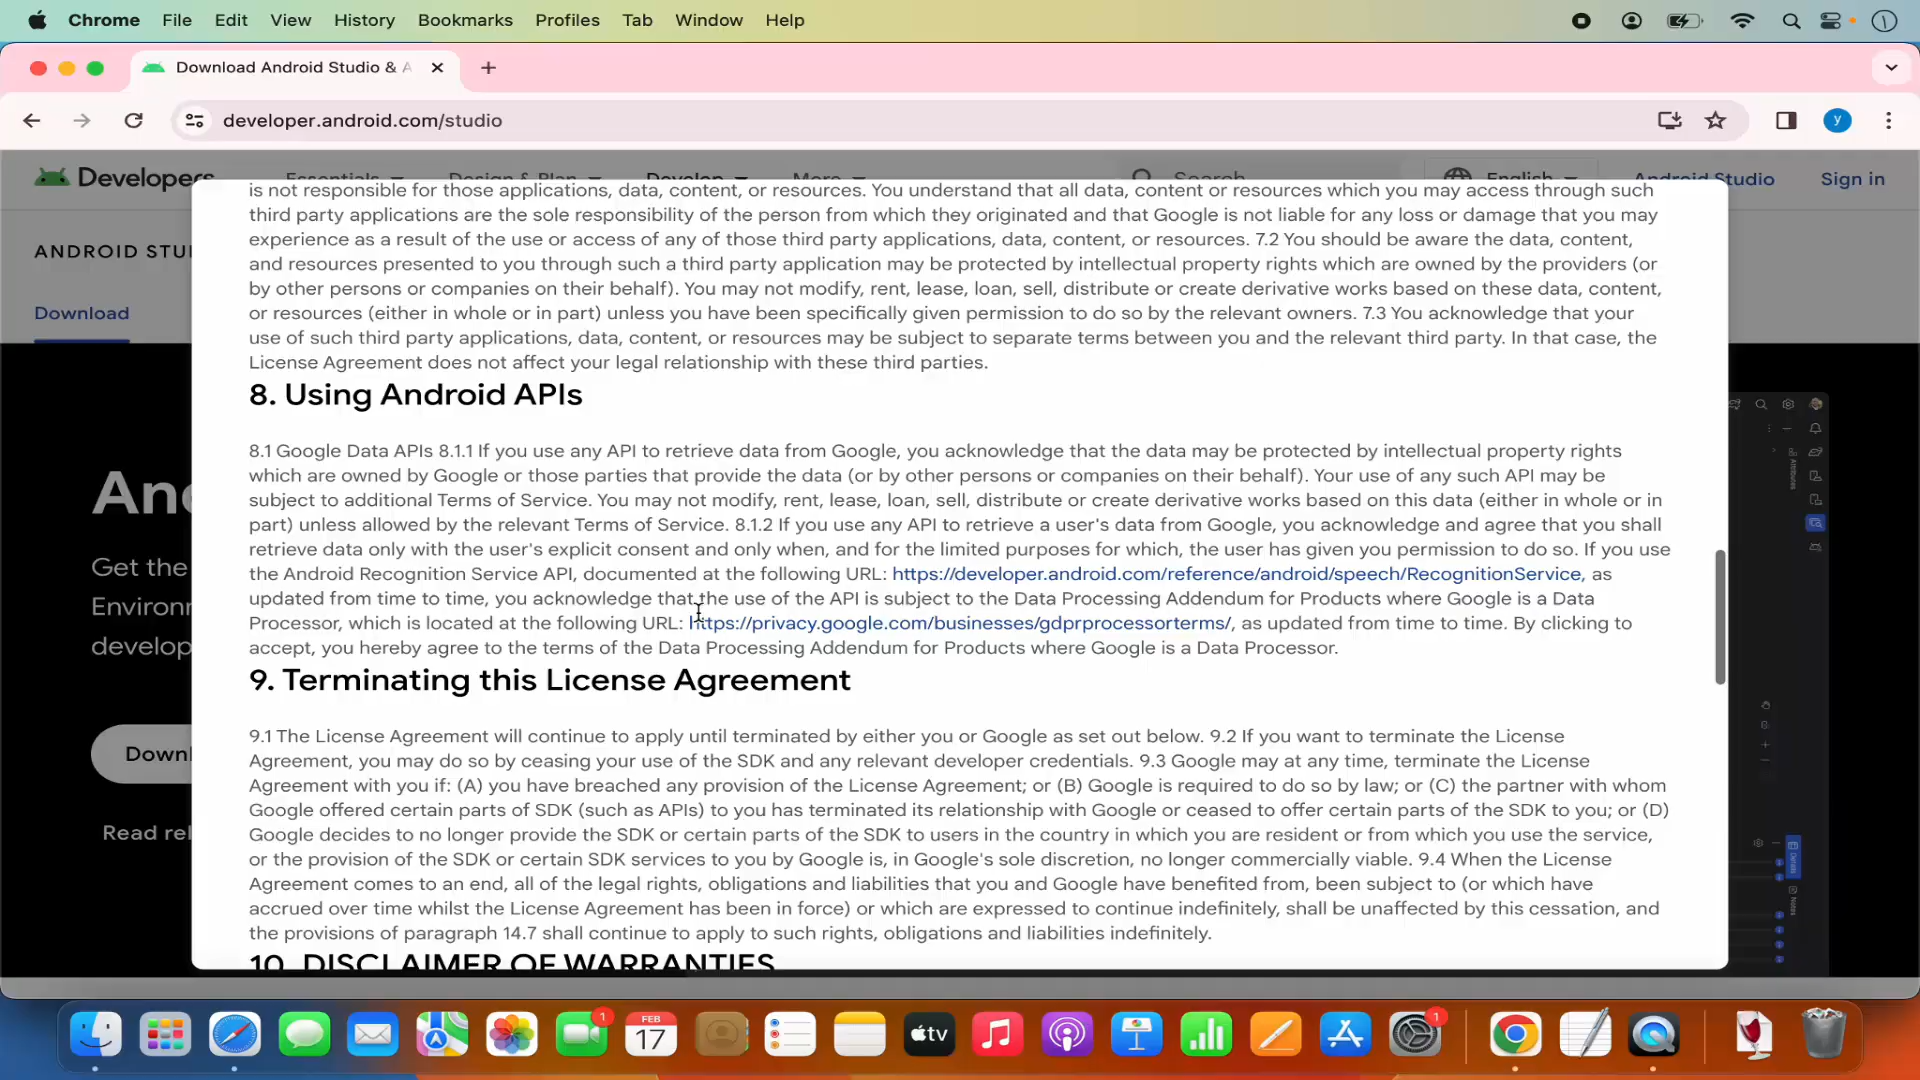 Chrome File Edit View History Bookmarks Profiles Tab Window Help
Download Android Studio & A
developer.android.com/studio
y
Developers Essentials Design & Plan Develop More Search English Android Studio Sign in
ANDROID STU
Download
And
Get the
Environm
develop
Downl
Read rel
is not responsible for those applications, data, content, or resources. You understand that all data, content or resources which you may access through such
third party applications are the sole responsibility of the person from which they originated and that Google is not liable for any loss or damage that you may
experience as a result of the use or access of any of those third party applications, data, content, or resources. 7.2 You should be aware the data, content,
and resources presented to you through such a third party application may be protected by intellectual property rights which are owned by the providers (or
by other persons or companies on their behalf). You may not modify, rent, lease, loan, sell, distribute or create derivative works based on these data, content,
or resources (either in whole or in part) unless you have been specifically given permission to do so by the relevant owners. 7.3 You acknowledge that your
use of such third party applications, data, content, or resources may be subject to separate terms between you and the relevant third party. In that case, the
License Agreement does not affect your legal relationship with these third parties.
8. Using Android APIs
8.1 Google Data APIs 8.1.1 If you use any API to retrieve data from Google, you acknowledge that the data may be protected by intellectual property rights
which are owned by Google or those parties that provide the data (or by other persons or companies on their behalf). Your use of any such API may be
subject to additional Terms of Service. You may not modify, rent, lease, loan, sell, distribute or create derivative works based on this data (either in whole or in
part) unless allowed by the relevant Terms of Service. 8.1.2 If you use any API to retrieve a user's data from Google, you acknowledge and agree that you shall
retrieve data only with the user's explicit consent and only when, and for the limited purposes for which, the user has given you permission to do so. If you use
the Android Recognition Service API, documented at the following URL: https://developer.android.com/reference/android/speech/RecognitionService, as
updated from time to time, you acknowledge that the use of the API is subject to the Data Processing Addendum for Products where Google is a Data
Processor, which is located at the following URL: https://privacy.google.com/businesses/gdprprocessorterms/, as updated from time to time. By clicking to
accept, you hereby agree to the terms of the Data Processing Addendum for Products where Google is a Data Processor.
9. Terminating this License Agreement
9.1 The License Agreement will continue to apply until terminated by either you or Google as set out below. 9.2 If you want to terminate the License
Agreement, you may do so by ceasing your use of the SDK and any relevant developer credentials. 9.3 Google may at any time, terminate the License
Agreement with you if: (A) you have breached any provision of the License Agreement; or (B) Google is required to do so by law; or (C) the partner with whom
Google offered certain parts of SDK (such as APIs) to you has terminated its relationship with Google or ceased to offer certain parts of the SDK to you; or (D)
Google decides to no longer provide the SDK or certain parts of the SDK to users in the country in which you are resident or from which you use the service,
or the provision of the SDK or certain SDK services to you by Google is, in Google's sole discretion, no longer commercially viable. 9.4 When the License
Agreement comes to an end, all of the legal rights, obligations and liabilities that you and Google have benefited from, been subject to (or which have
accrued over time whilst the License Agreement has been in force) or which are expressed to continue indefinitely, shall be unaffected by this cessation, and
the provisions of paragraph 14.7 shall continue to apply to such rights, obligations and liabilities indefinitely.
10. DISCLAIMER OF WARRANTIES
1
FEB
17
tv
1